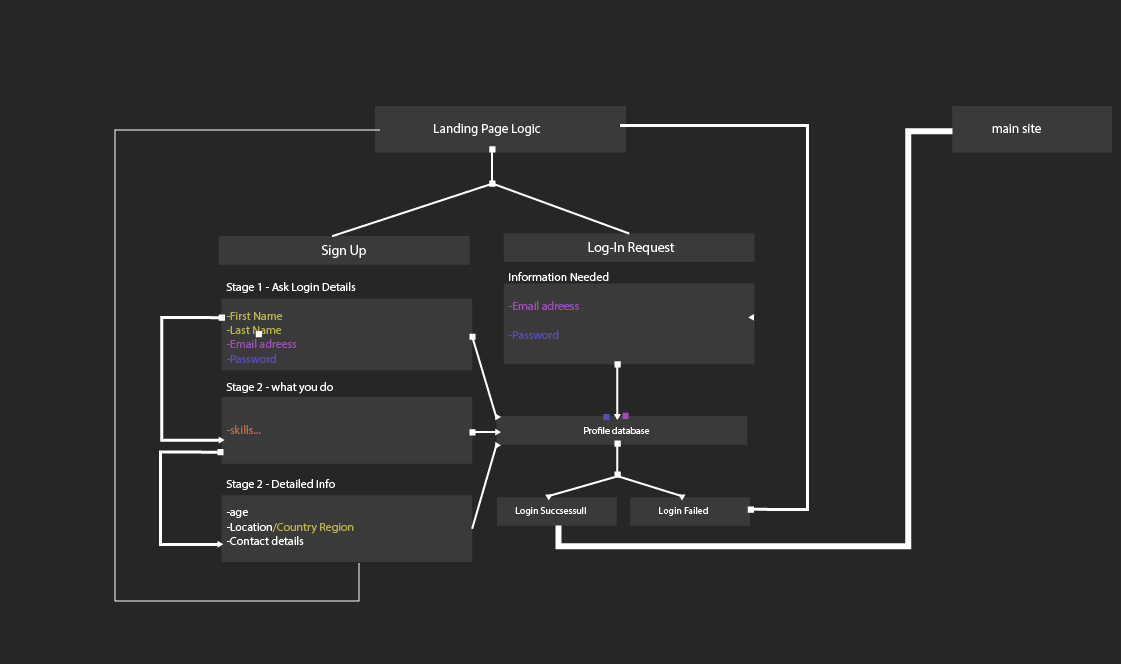 Landing Page Logic
main site
Sign Up
Log-In Request
Stage 1 - Ask Login Details
-First Name
-Last Name
-Email adreess
-Password
Information Needed
-Email adreess
-Password
Stage 2 - what you do
-skills...
Profile database
Stage 2 - Detailed Info
-age
-Location/Country Region
-Contact details
Login Succsessull
Login Failed